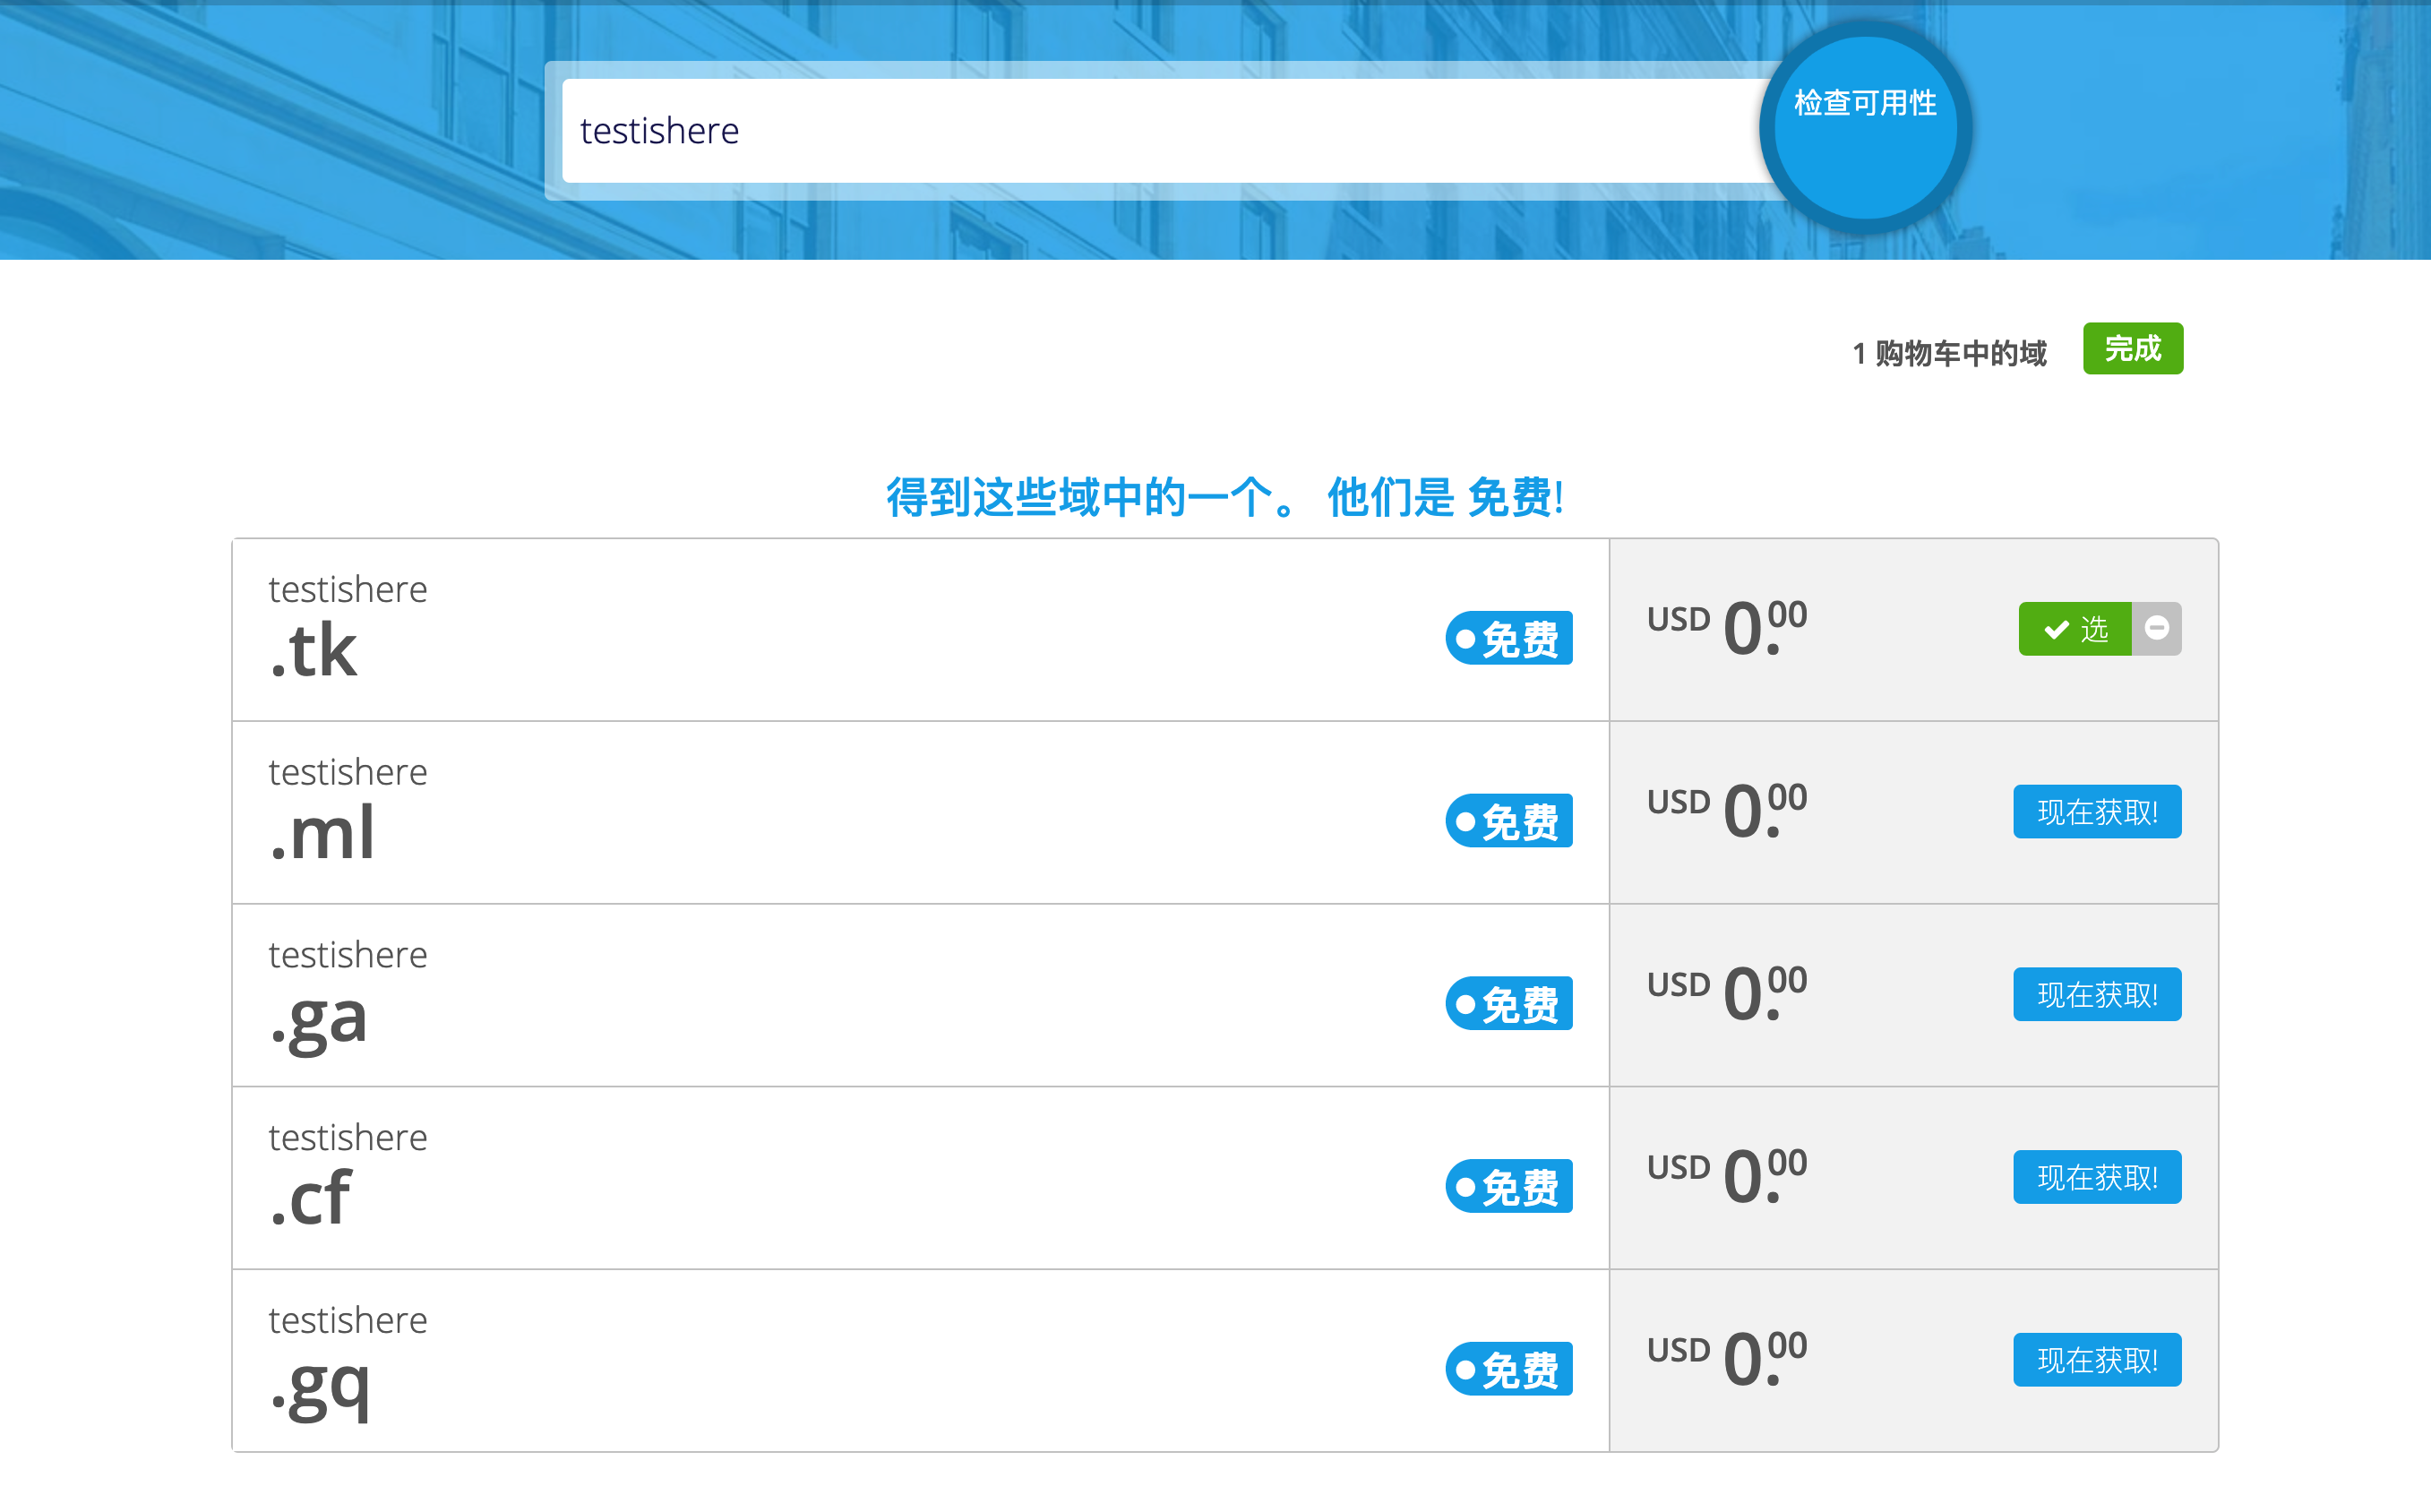 testishere
检查可用性
1 购物车中的域 完成
得到这些域中的一个。 他们是 免费!
testishere
.tk
免费
USD 0.00
选
testishere
.ml
免费
USD 0.00
现在获取!
testishere
.ga
免费
USD 0.00
现在获取!
testishere
.cf
免费
USD 0.00
现在获取!
testishere
.gq
免费
USD 0.00
现在获取!